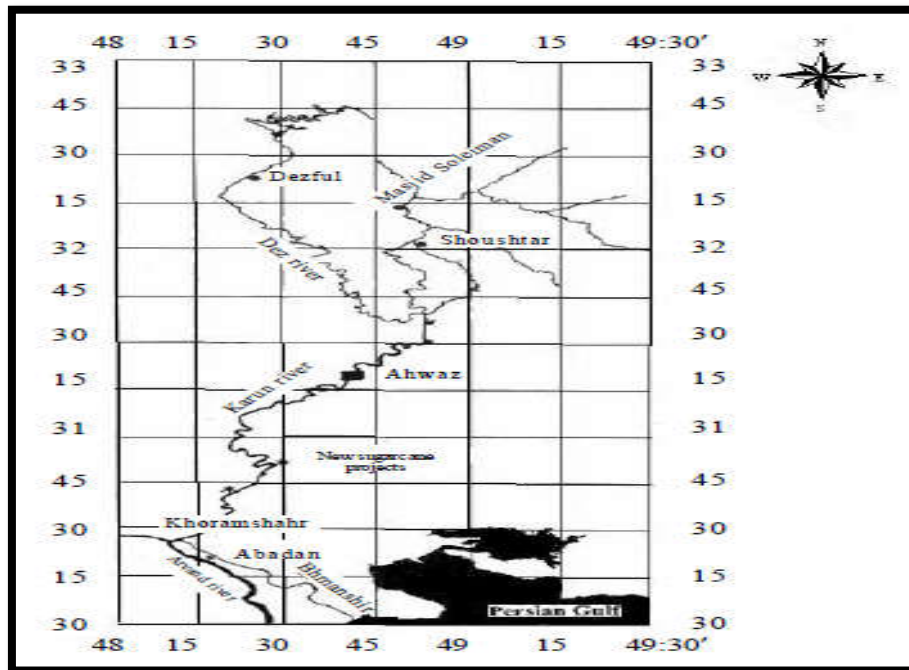 48 15 30 45 49 15 49:30′
N
W E
S
33 33
45 45
30 30
Dezful
Masjid Soleiman
15 15
Shoushtar
32 32
Dez river
45 45
30 30
Ahwaz
15 15
Karun river
31 31
New sugarcane
projects
45 45
30 30
Khoramshahr
Abadan
15 15
Arvand river
Bhmanshir
Persian Gulf
30 30
48 15 30 45 49 15 49:30′